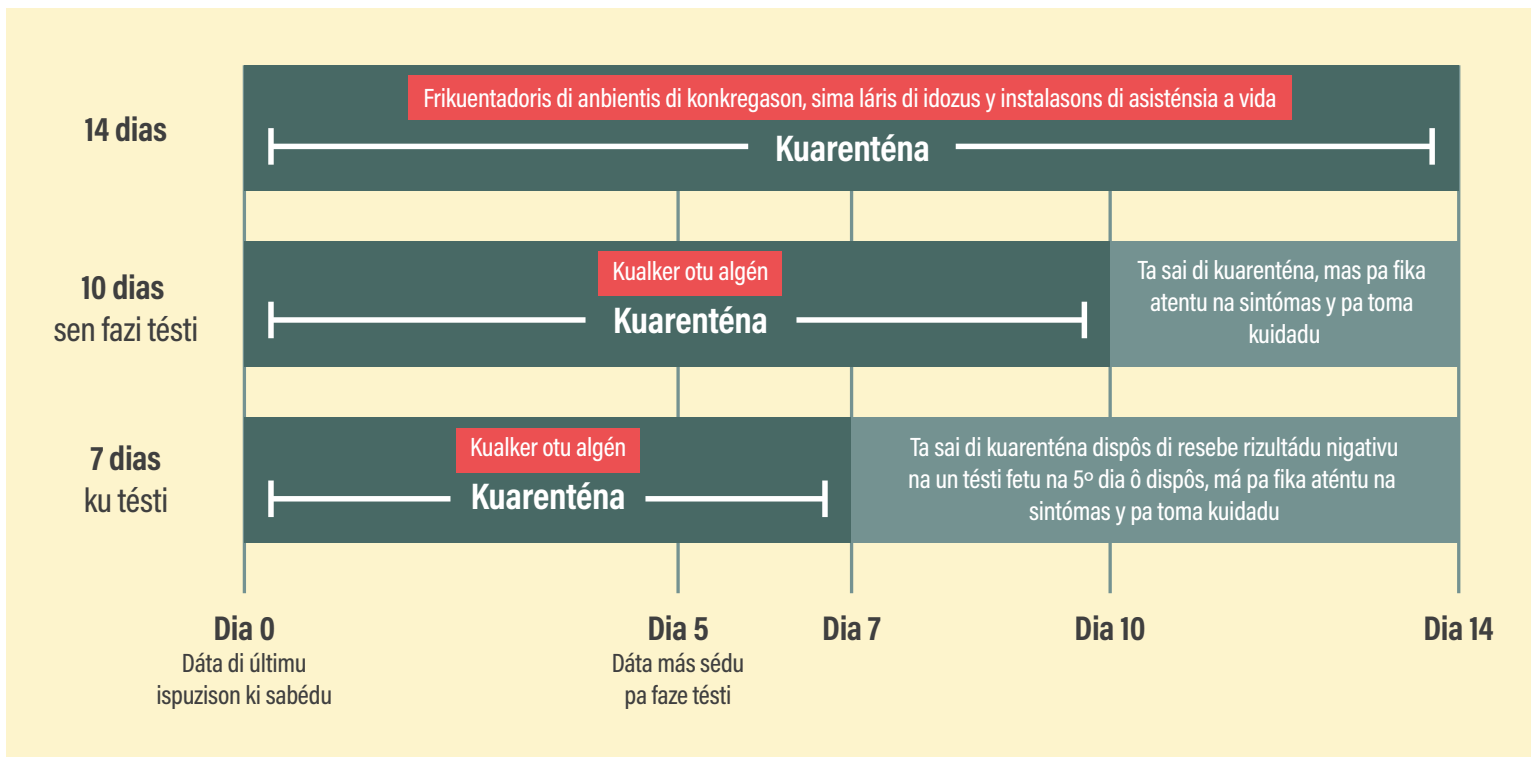 14 dias
Frikuentadoris di anbientis di konkregason, sima láris di idozus y instalasons di asisténsia a vida
Kuarenténa
10 dias
sen fazi tésti
Kualker otu algén
Kuarenténa
Ta sai di kuarenténa, mas pa fika
atentu na sintómas y pa toma
kuidadu
7 dias
ku tésti
Kualker otu algén
Kuarenténa
Ta sai di kuarenténa dispôs di resebe rizultádu nigativu
na un tésti fetu na 5º dia ô dispôs, má pa fika aténtu na
sintómas y pa toma kuidadu
Dia 0
Dáta di últimu
ispuzison ki sabédu
Dia 5
Dáta más sédu
pa faze tésti
Dia 7
Dia 10
Dia 14